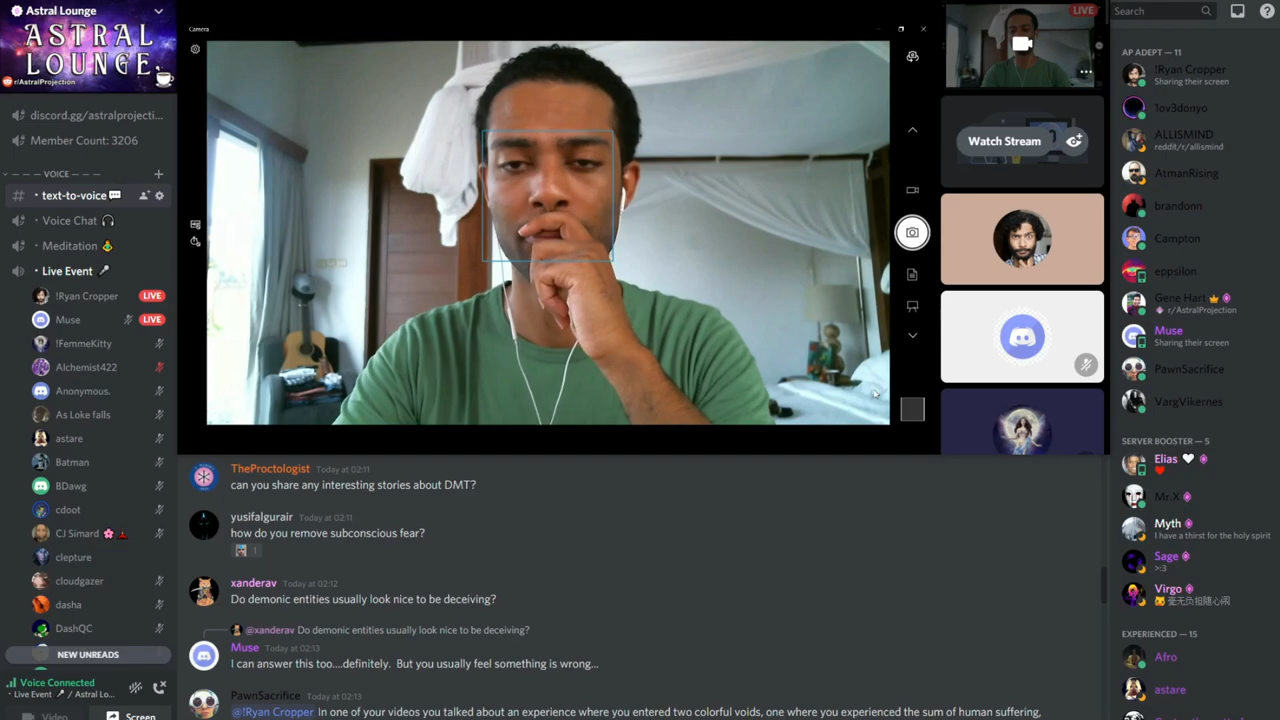 Astral Lounge
ASTRAL
LOUNGE.
r/AstralProjection
discord.gg/astralprojecti...
Member Count: 3206
VOICE
text-to-voice
Voice Chat
Meditation
Live Event
!Ryan Cropper LIVE
Muse LIVE
!FemmeKitty
Alchemist422
Anonymous.
As Loke falls
astare
Batman
BDawg
cdoot
CJ Simard
clepture
cloudgazer
dasha
DashQC
NEW UNREADS
Voice Connected
Live Event / Astral Lo...
Video
Screen
Camera
LIVE
Watch Stream
TheProctologist Today at 02:11
can you share any interesting stories about DMT?
yusifalgurair Today at 02:11
how do you remove subconscious fear?
1
xanderav Today at 02:12
Do demonic entities usually look nice to be deceiving?
@xanderav Do demonic entities usually look nice to be deceiving?
Muse Today at 02:13
I can answer this too....definitely. But you usually feel something is wrong...
PawnSacrifice Today at 02:13
@!Ryan Cropper In one of your videos you talked about an experience where you entered two colorful voids, one where you experienced the sum of human suffering,
Search
AP ADEPT — 11
!Ryan Cropper
Sharing their screen
1ov3donyo
ALLISMIND
reddit/r/allismind
AtmanRising
brandonn
Campton
eppsilon
Gene Hart
r/AstralProjection
Muse
Sharing their screen
PawnSacrifice
VargVikernes
SERVER BOOSTER — 5
Elias
Mr.X
Myth
I have a thirst for the holy spirit
Sage
>:3
Virgo
毫无负担随心闹
EXPERIENCED — 15
Afro
astare